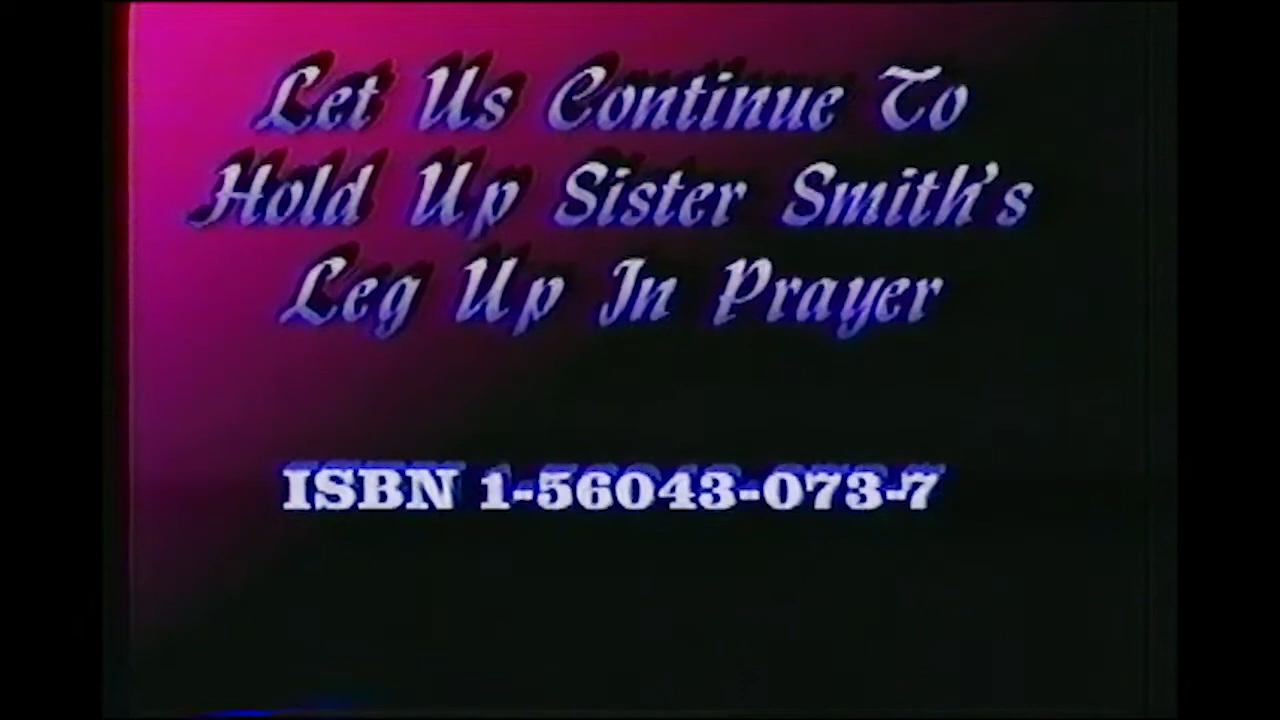 Let Us Continue To
Hold Up Sister Smith's
Leg Up In Prayer
ISBN 1-56043-073-7